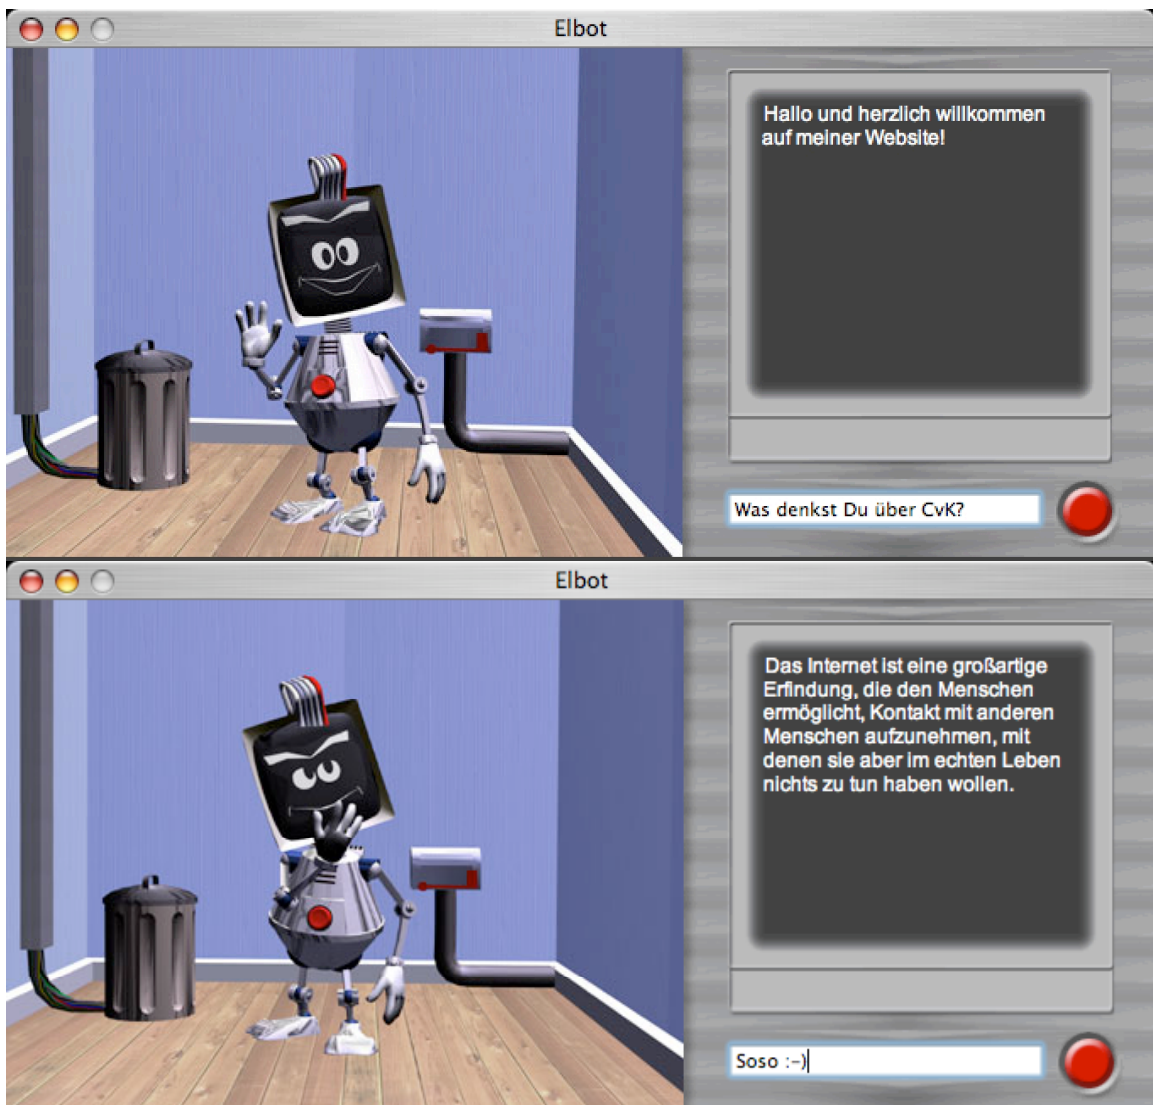 Elbot
Hallo und herzlich willkommen
auf meiner Website!
Was denkst Du über CvK?
Elbot
Das Internet ist eine großartige
Erfindung, die den Menschen
ermöglicht, Kontakt mit anderen
Menschen aufzunehmen, mit
denen sie aber im echten Leben
nichts zu tun haben wollen.
Soso :-)